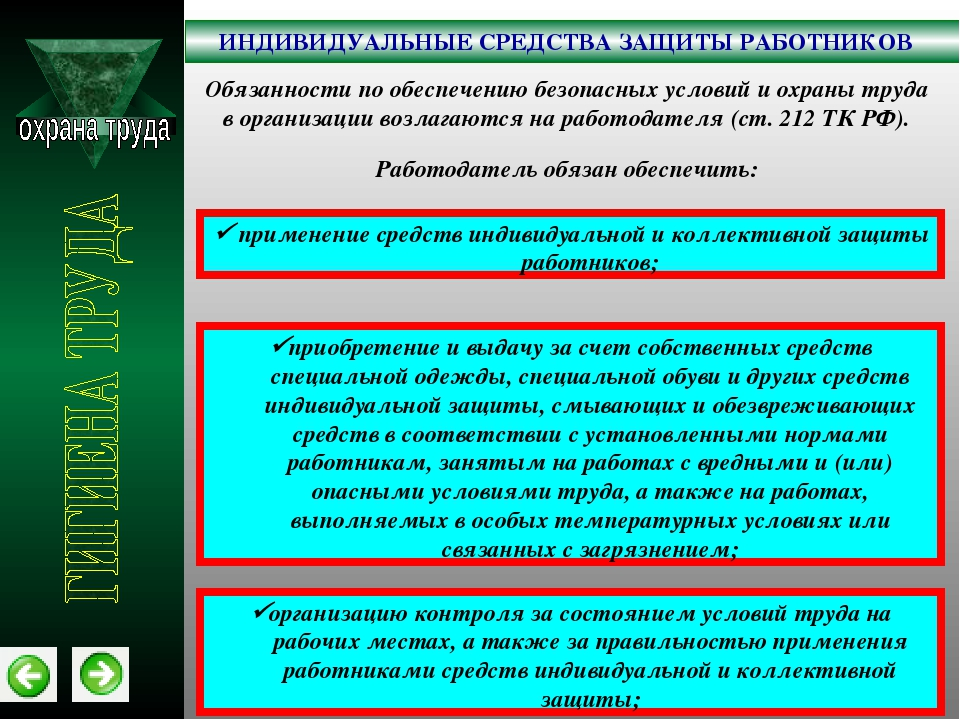 охрана труда
ГИГИЕНА ТРУДА
ИНДИВИДУАЛЬНЫЕ СРЕДСТВА ЗАЩИТЫ РАБОТНИКОВ
Обязанности по обеспечению безопасных условий и охраны труда
в организации возлагаются на работодателя (ст. 212 ТК РФ).
Работодатель обязан обеспечить:
✓ применение средств индивидуальной и коллективной защиты
работников;
✓приобретение и выдачу за счет собственных средств
специальной одежды, специальной обуви и других средств
индивидуальной защиты, смывающих и обезвреживающих
средств в соответствии с установленными нормами
работникам, занятым на работах с вредными и (или)
опасными условиями труда, а также на работах,
выполняемых в особых температурных условиях или
связанных с загрязнением;
✓организацию контроля за состоянием условий труда на
рабочих местах, а также за правильностью применения
работниками средств индивидуальной и коллективной
защиты;